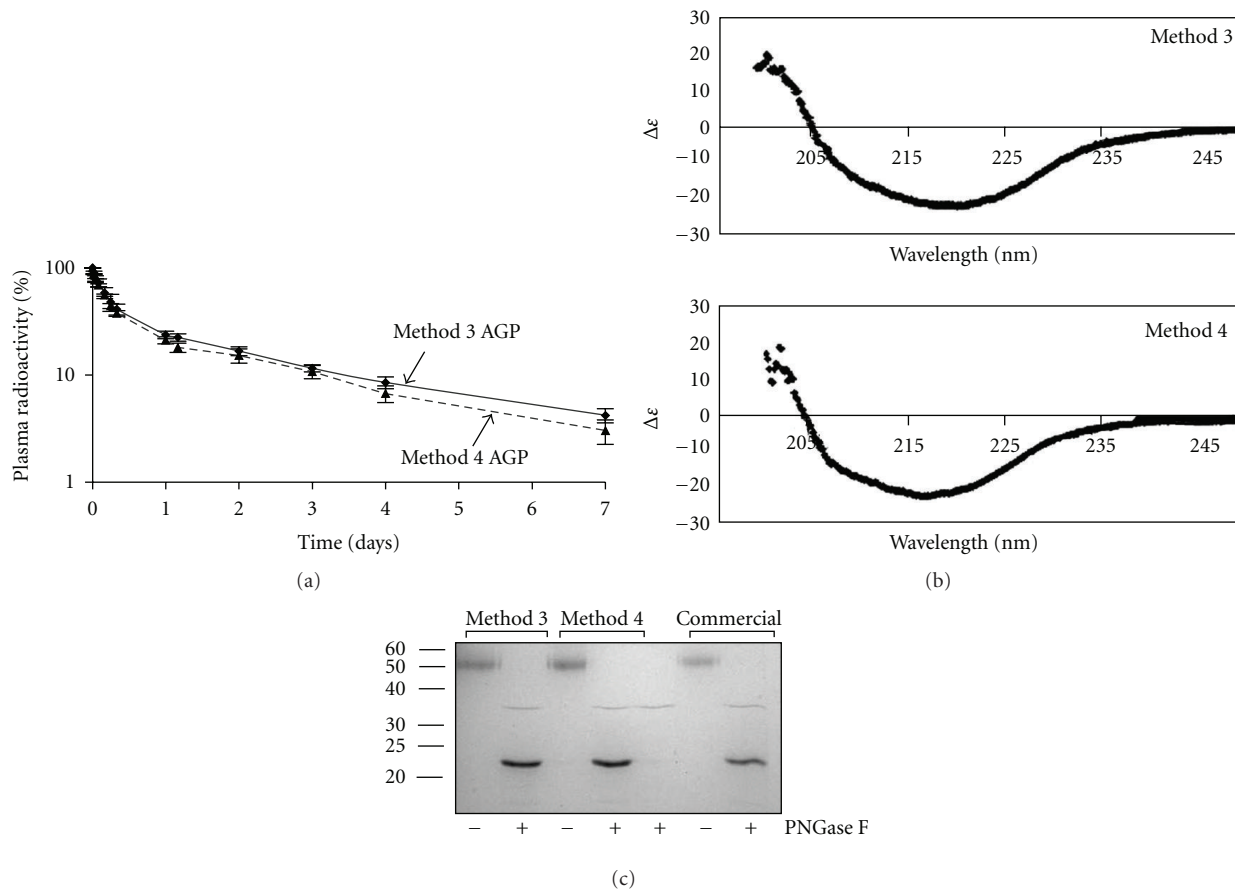 100
10
1
0 1 2 3 4 5 6 7
Plasma radioactivity (%)
Time (days)
Method 3 AGP
Method 4 AGP
(a)
Method 3
30
20
10
0
−10
−20
−30
205 215 225 235 245
Δε
Wavelength (nm)
Method 4
30
20
10
0
−10
−20
−30
205 215 225 235 245
Δε
Wavelength (nm)
(b)
Method 3 Method 4 Commercial
60
50
40
30
25
20
− + − + + − + PNGase F
(c)